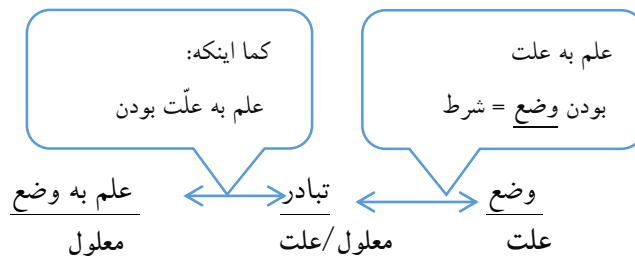 علم به علت
بودن وضع = شرط
کما اینکه:
علم به علّت بودن
وضع
علت
تبادر
معلول/علت
علم به وضع
معلول